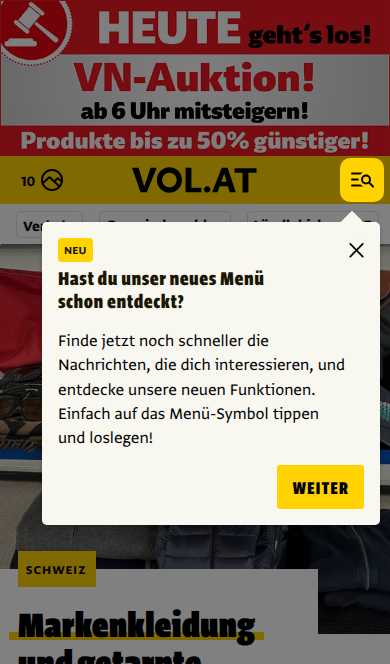 HEUTE geht's los!
VN-Auktion!
ab 6 Uhr mitsteigern!
Produkte bis zu 50% günstiger!
10
VOL.AT
NEU
Hast du unser neues Menü
schon entdeckt?
Finde jetzt noch schneller die
Nachrichten, die dich interessieren, und
entdecke unsere neuen Funktionen.
Einfach auf das Menü-Symbol tippen
und loslegen!
WEITER
SCHWEIZ
Markenkleidung
und getarnte